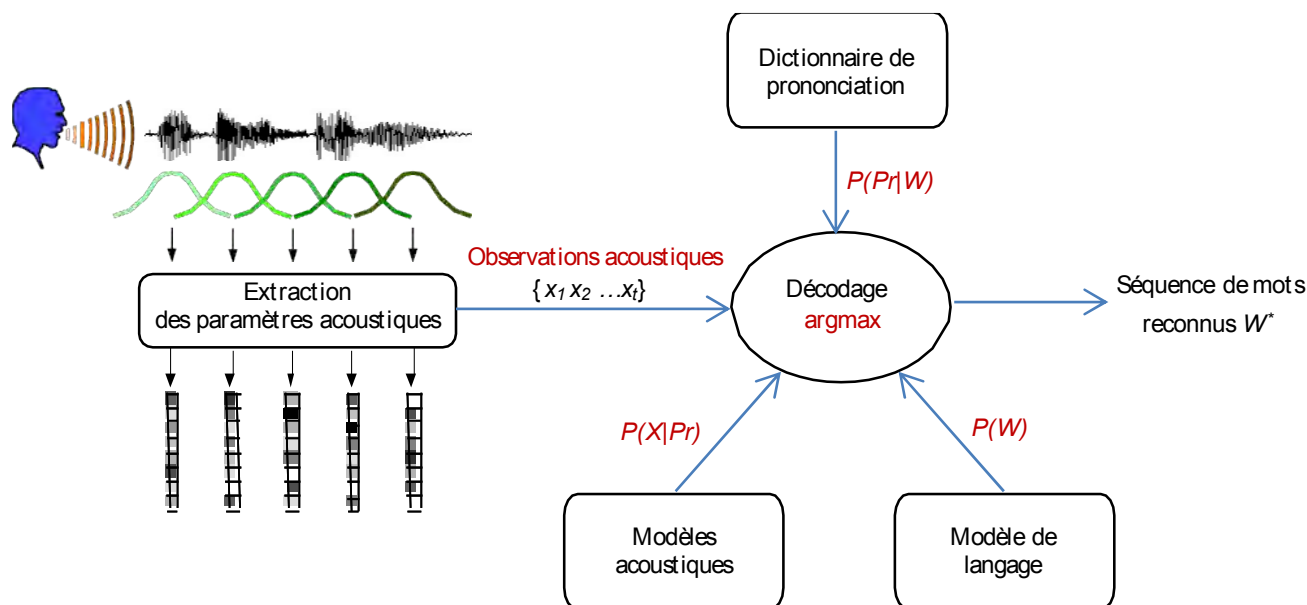 Dictionnaire de
prononciation
P(Pr|W)
Observations acoustiques
{ x1 x2 …xt}
Extraction
des paramètres acoustiques
Décodage
argmax
Séquence de mots
reconnus W*
P(X|Pr)
P(W)
Modèles
acoustiques
Modèle de
langage